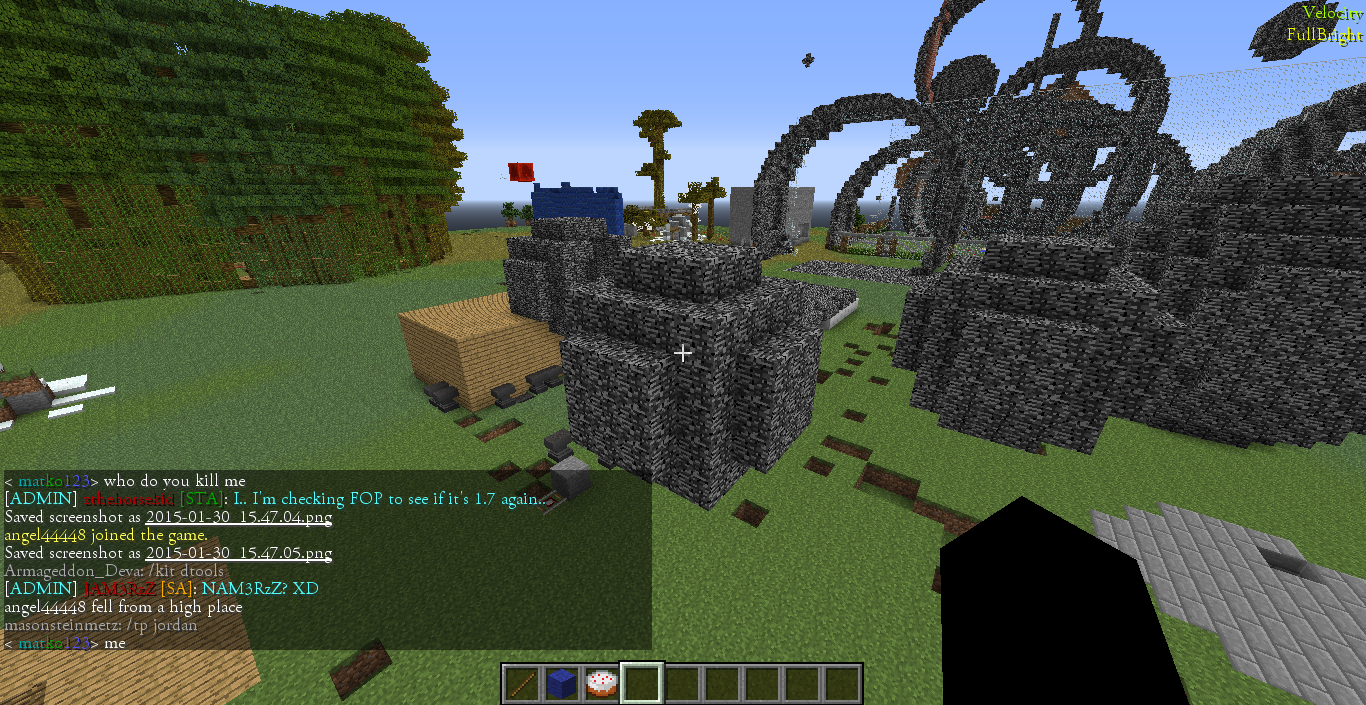 Velocity
FullBright
< matko123> who do you kill me
[ADMIN] sthehorsekid [STA]: I.. I'm checking FOP to see if it's 1.7 again...
Saved screenshot as 2015-01-30_15.47.04.png
angel44448 joined the game.
Saved screenshot as 2015-01-30_15.47.05.png
Armageddon_Deva: /kit dtools
[ADMIN] JAM3RzZ [SA]: NAM3RzZ? XD
angel44448 fell from a high place
masonsteinmetz: /tp jordan
< matko123> me